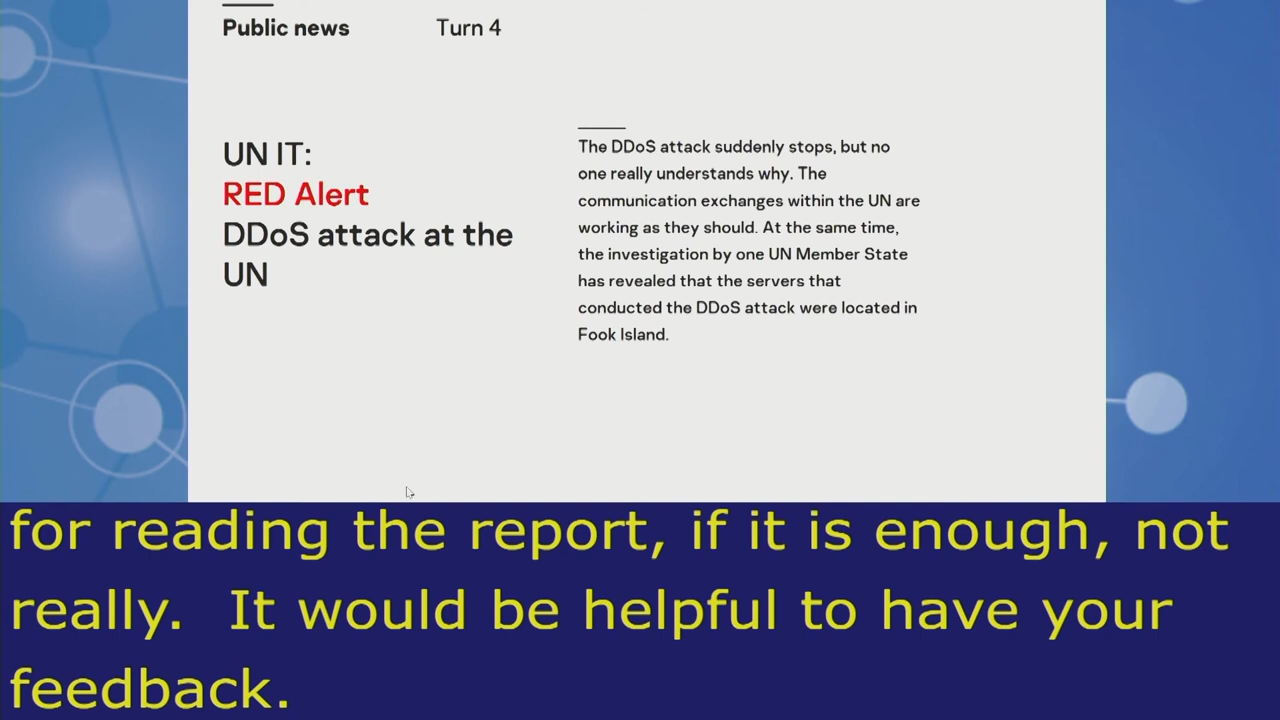 Public news
Turn 4
UN IT:
RED Alert
DDoS attack at the
UN
The DDoS attack suddenly stops, but no
one really understands why. The
communication exchanges within the UN are
working as they should. At the same time,
the investigation by one UN Member State
has revealed that the servers that
conducted the DDoS attack were located in
Fook Island.
for reading the report, if it is enough, not
really.  It would be helpful to have your
feedback.